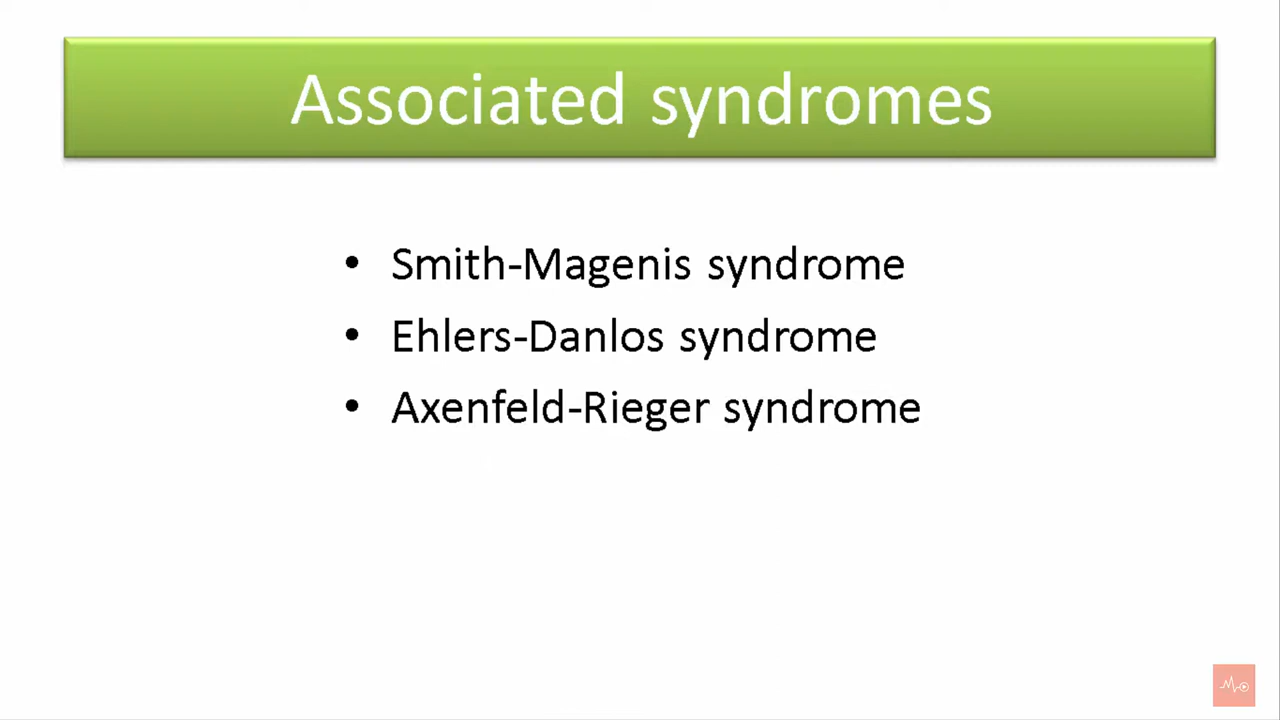 Associated syndromes
• Smith-Magenis syndrome
• Ehlers-Danlos syndrome
• Axenfeld-Rieger syndrome